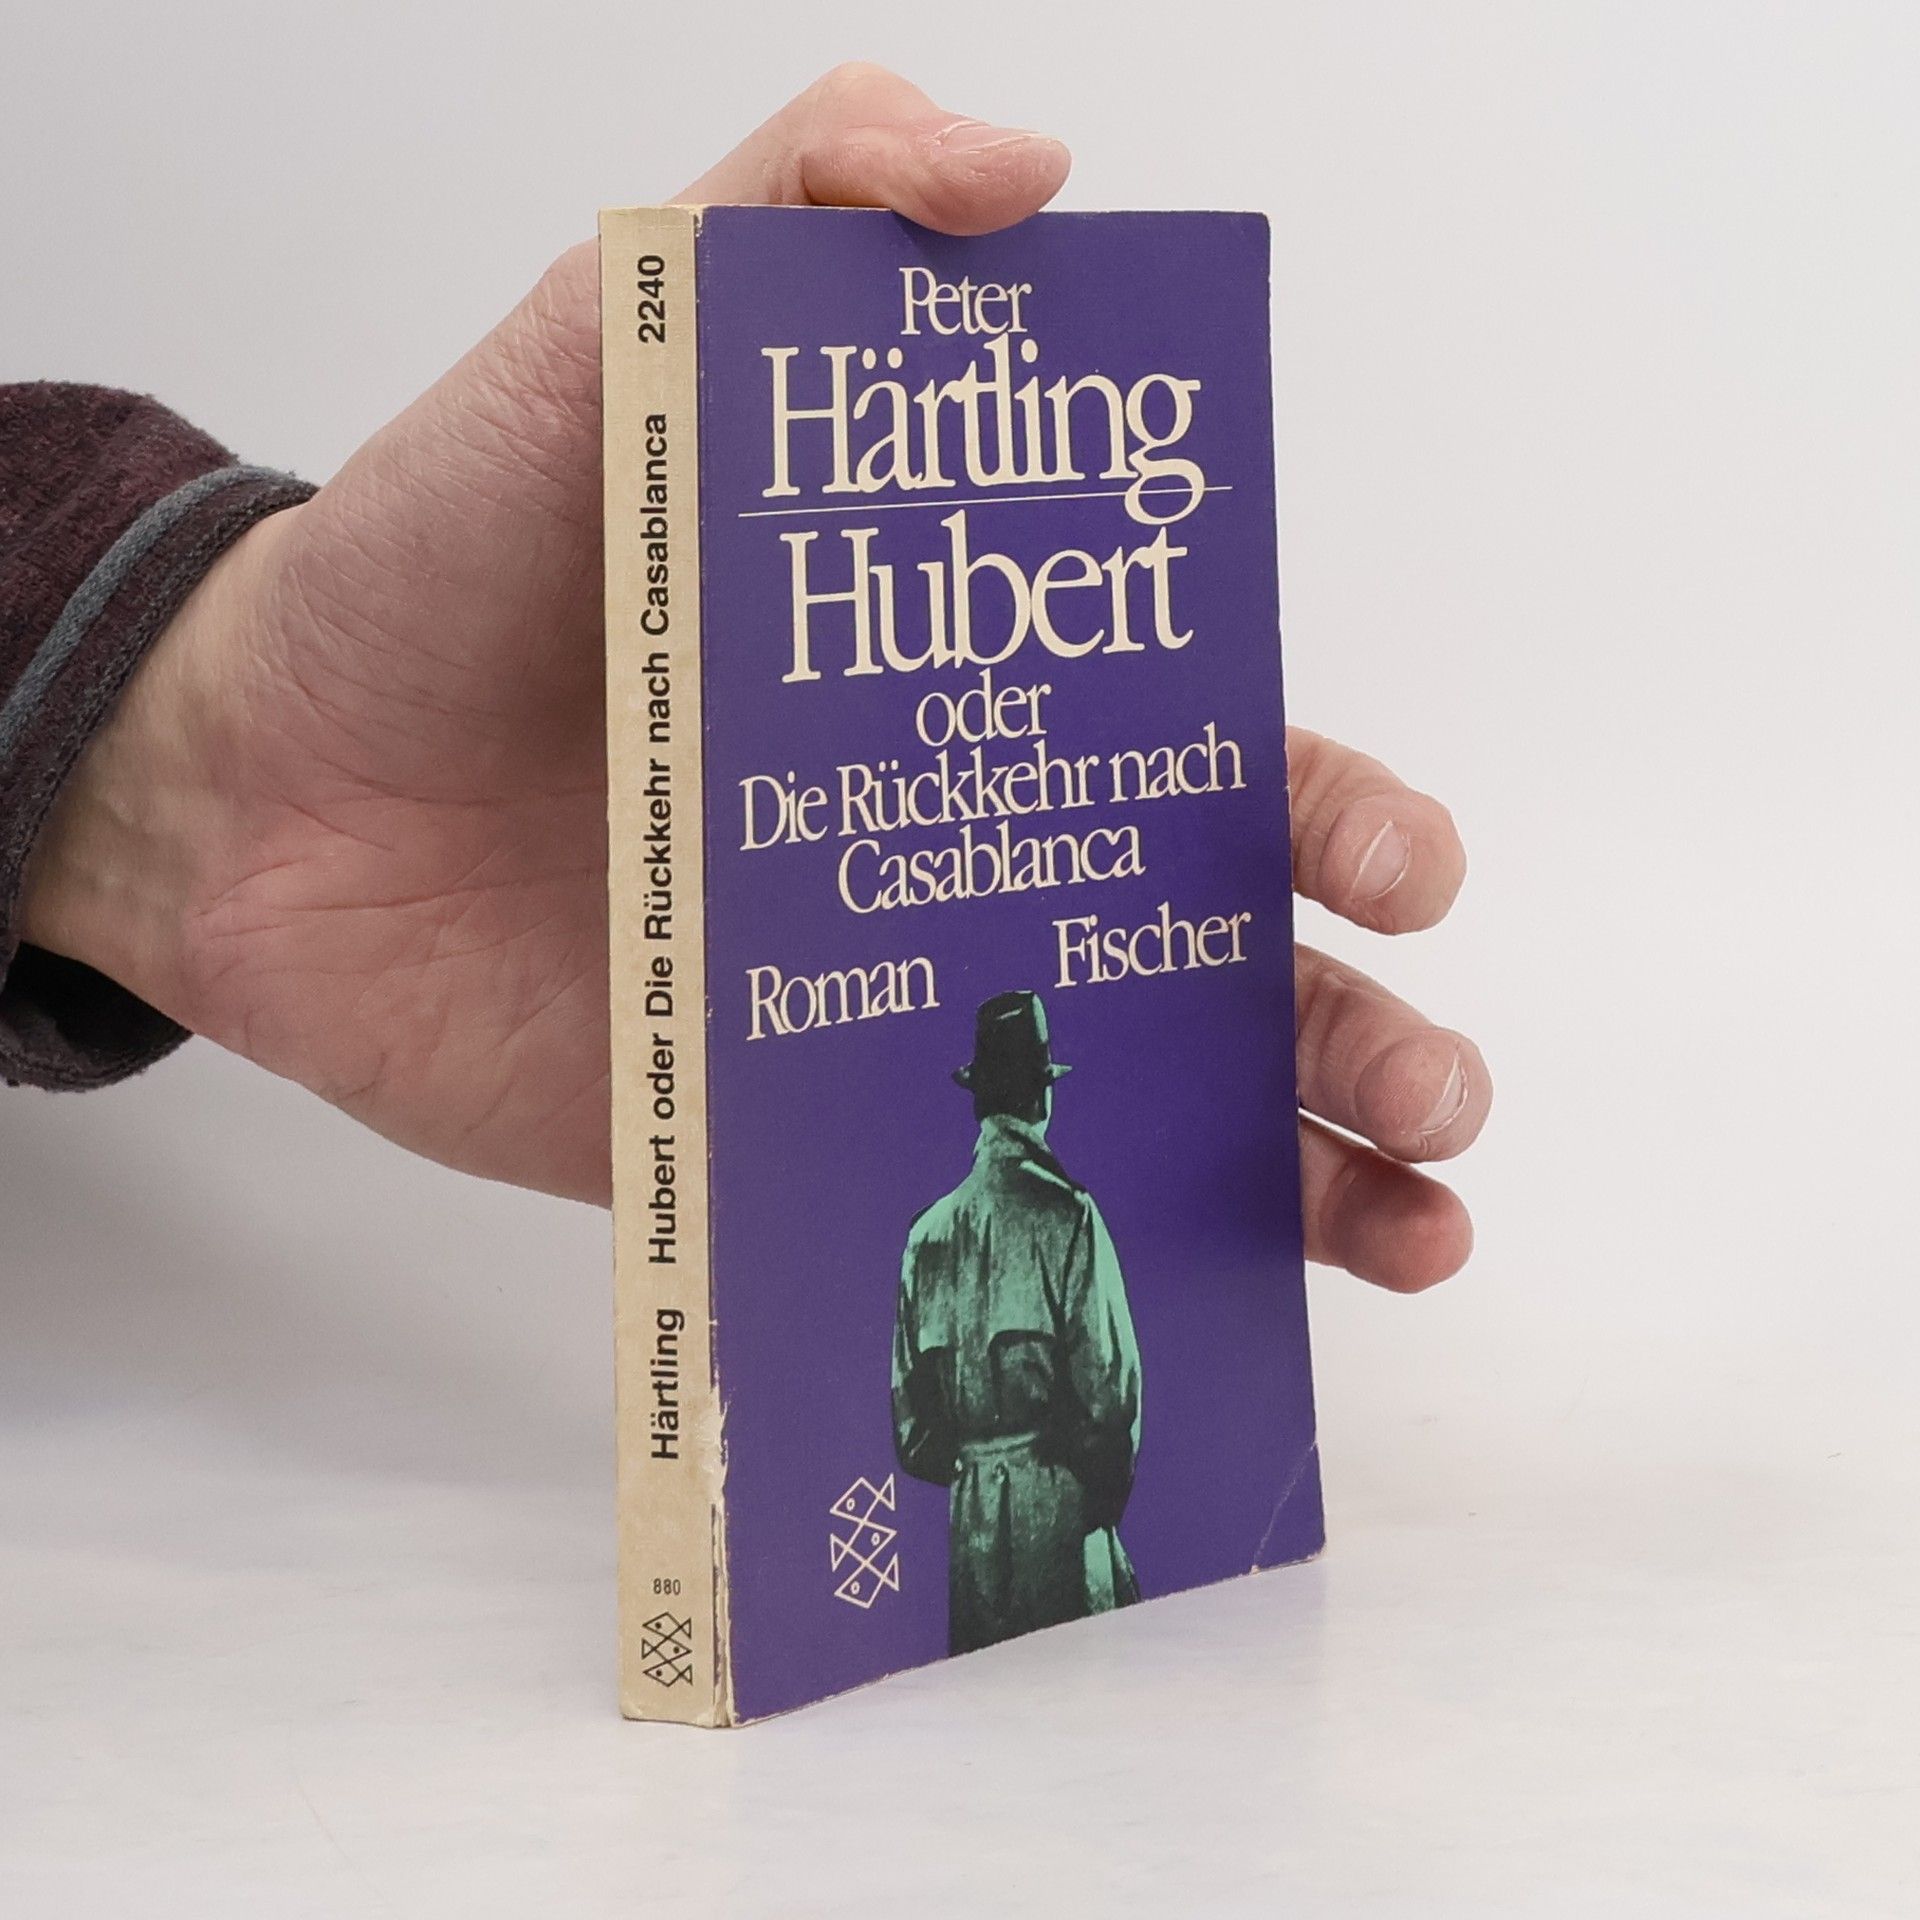 Peter
Härtling
Hubert
oder
Die Rückkehr nach
Casablanca
Roman Fischer
Härtling Hubert oder Die Rückkehr nach Casablanca 2240
880